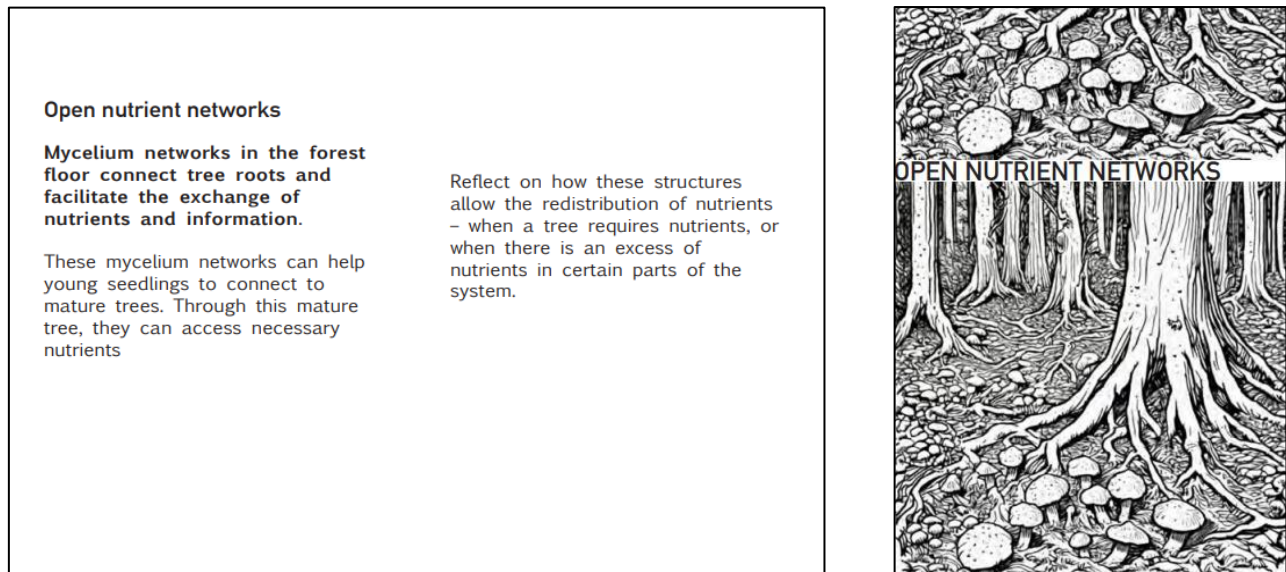 Open nutrient networks
Mycelium networks in the forest
floor connect tree roots and
facilitate the exchange of
nutrients and information.
These mycelium networks can help
young seedlings to connect to
mature trees. Through this mature
tree, they can access necessary
nutrients
Reflect on how these structures
allow the redistribution of nutrients
– when a tree requires nutrients, or
when there is an excess of
nutrients in certain parts of the
system.
OPEN NUTRIENT NETWORKS